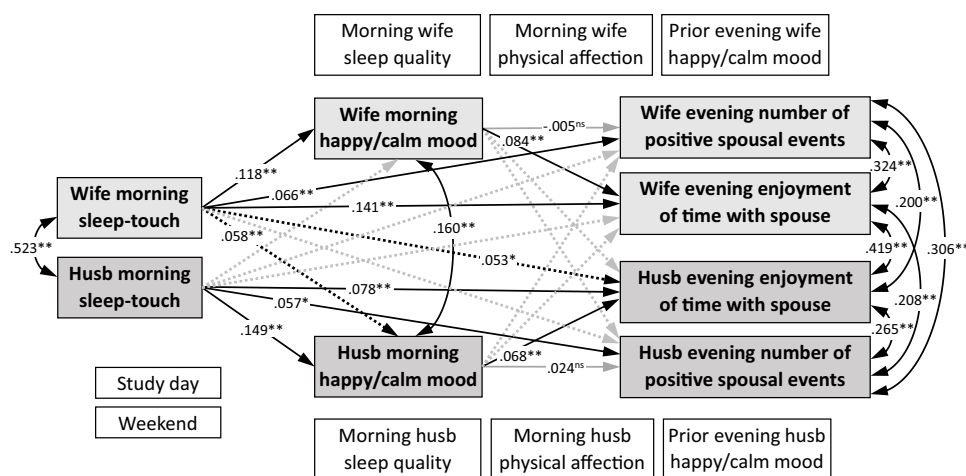 Morning wife
sleep quality
Morning wife
physical affection
Prior evening wife
happy/calm mood
Wife morning
happy/calm mood
Wife evening number of
positive spousal events
-.005ns
.084**
.118**
.066**
.141**
.324**
.200**
Wife morning
sleep-touch
Wife evening enjoyment
of time with spouse
.523**
.058**
.160**
.053*
.419**
.306**
Husb morning
sleep-touch
Husb evening enjoyment
of time with spouse
.078**
.057*
.149**
.208**
.265**
Husb morning
happy/calm mood
.068**
.024ns
Husb evening number of
positive spousal events
Study day
Weekend
Morning husb
sleep quality
Morning husb
physical affection
Prior evening husb
happy/calm mood